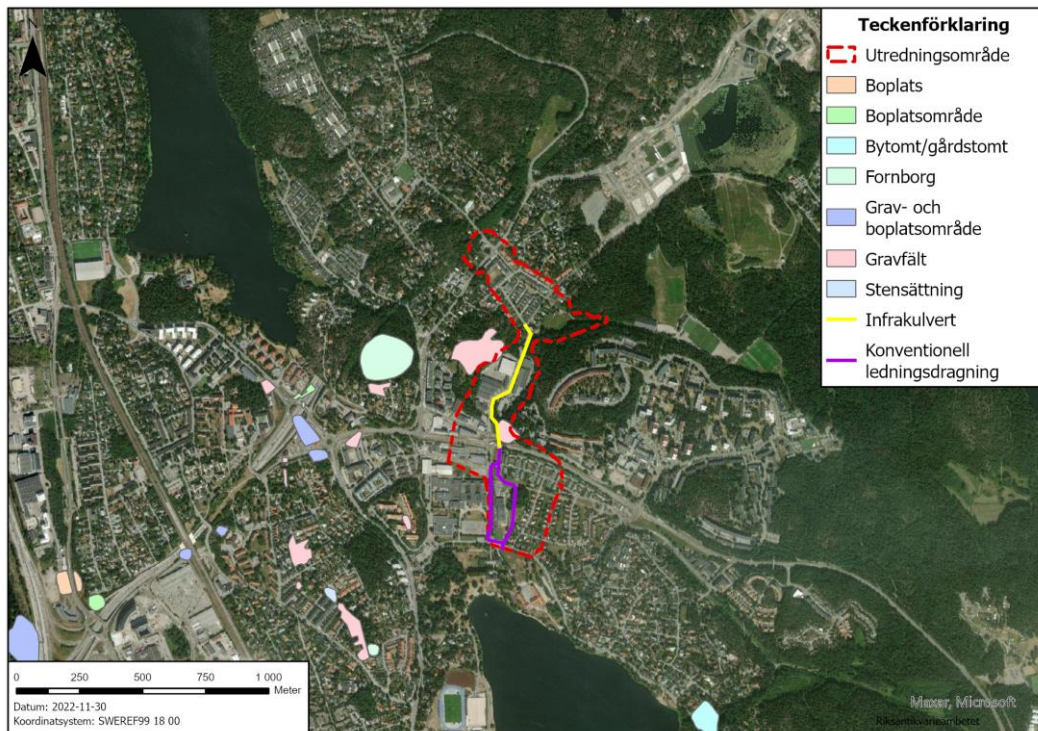 Teckenförklaring
Utredningsområde
Boplats
Boplatsområde
Bytomt/gårdstomt
Fornborg
Grav- och
boplatsområde
Gravfält
Stensättning
Infrakulvert
Konventionell
ledningsdragning
0 250 500 750 1 000
Meter
Datum: 2022-11-30
Koordinatsystem: SWEREF99 18 00
Maxar, Microsoft
Riksantikvarieämbetet